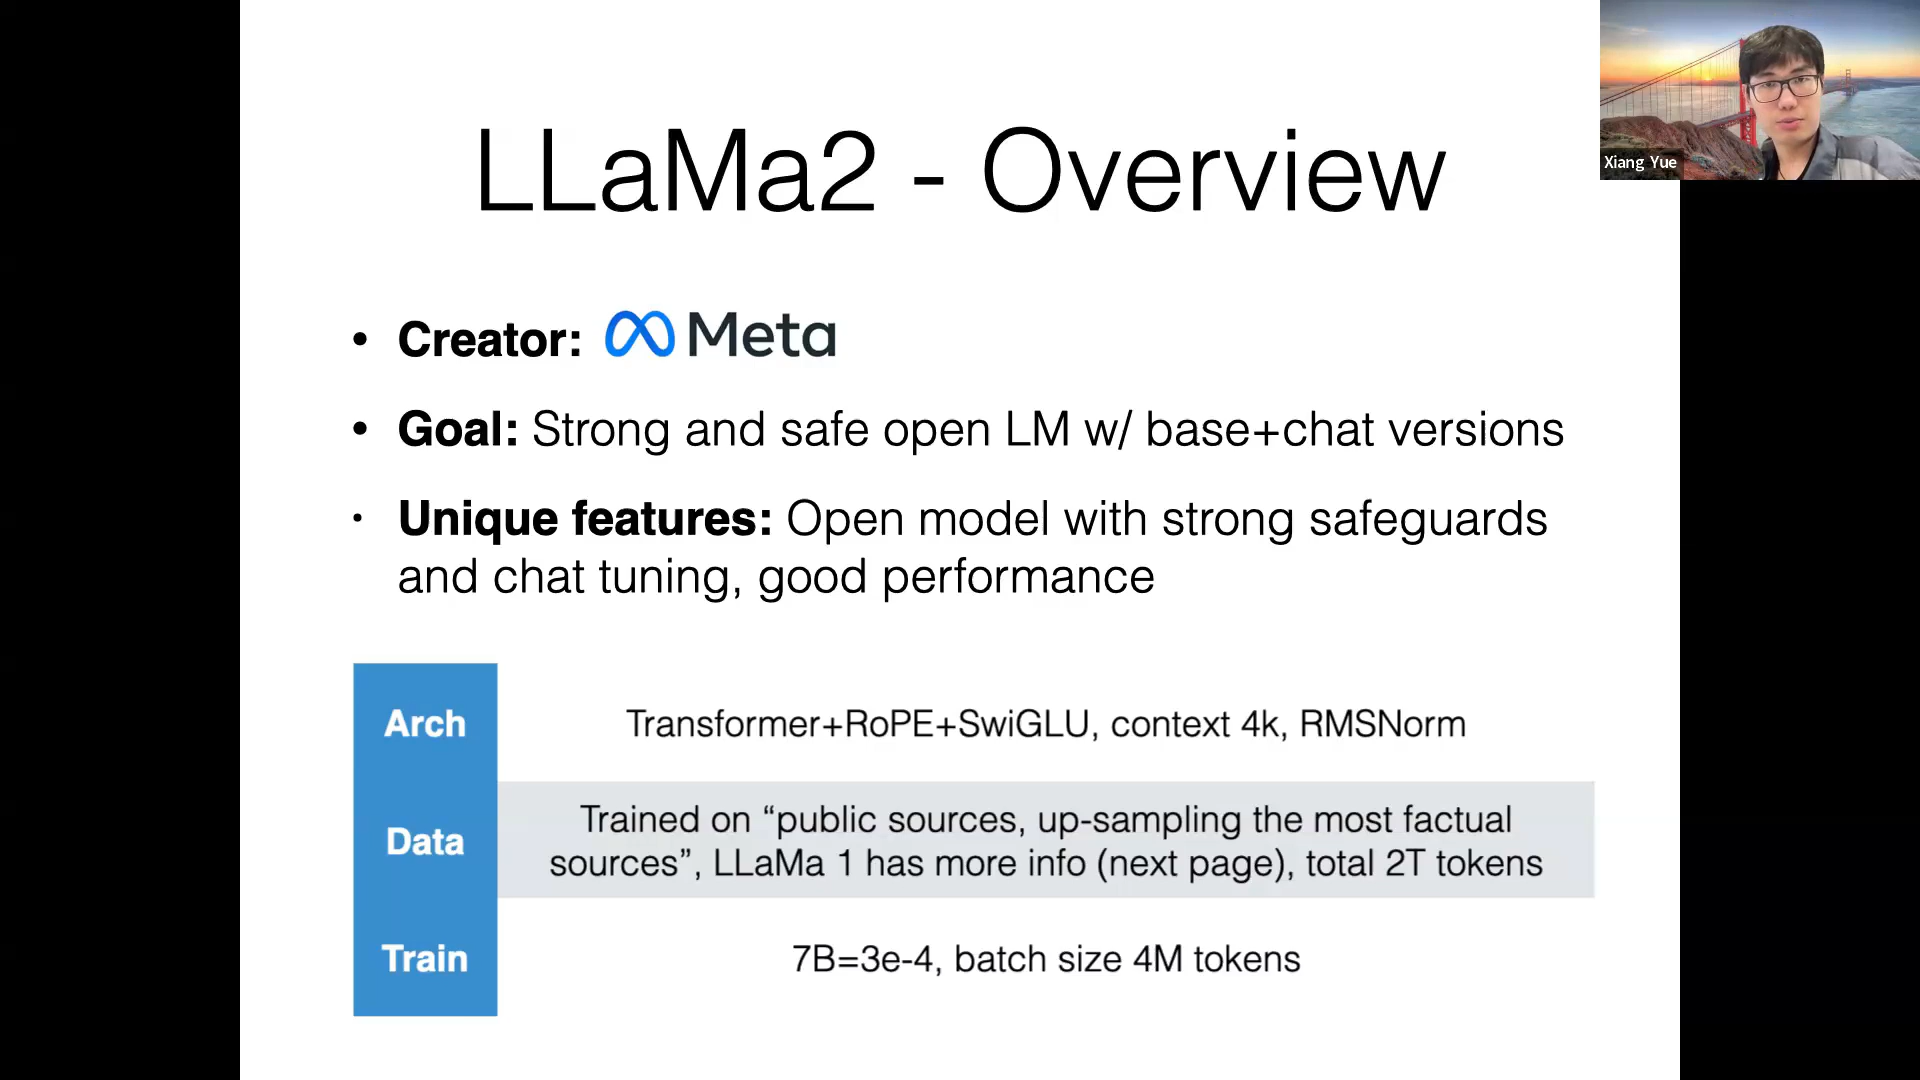 LLaMa2 - Overview
Xiang Yue
• Creator: Meta
• Goal: Strong and safe open LM w/ base+chat versions
• Unique features: Open model with strong safeguards
and chat tuning, good performance
Arch
Transformer+RoPE+SwiGLU, context 4k, RMSNorm
Data
Trained on “public sources, up-sampling the most factual
sources”, LLaMa 1 has more info (next page), total 2T tokens
Train
7B=3e-4, batch size 4M tokens